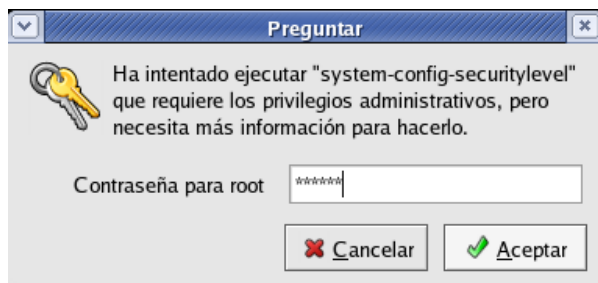 Preguntar
Ha intentado ejecutar "system-config-securitylevel"
que requiere los privilegios administrativos, pero
necesita más información para hacerlo.
Contraseña para root ******
Cancelar Aceptar